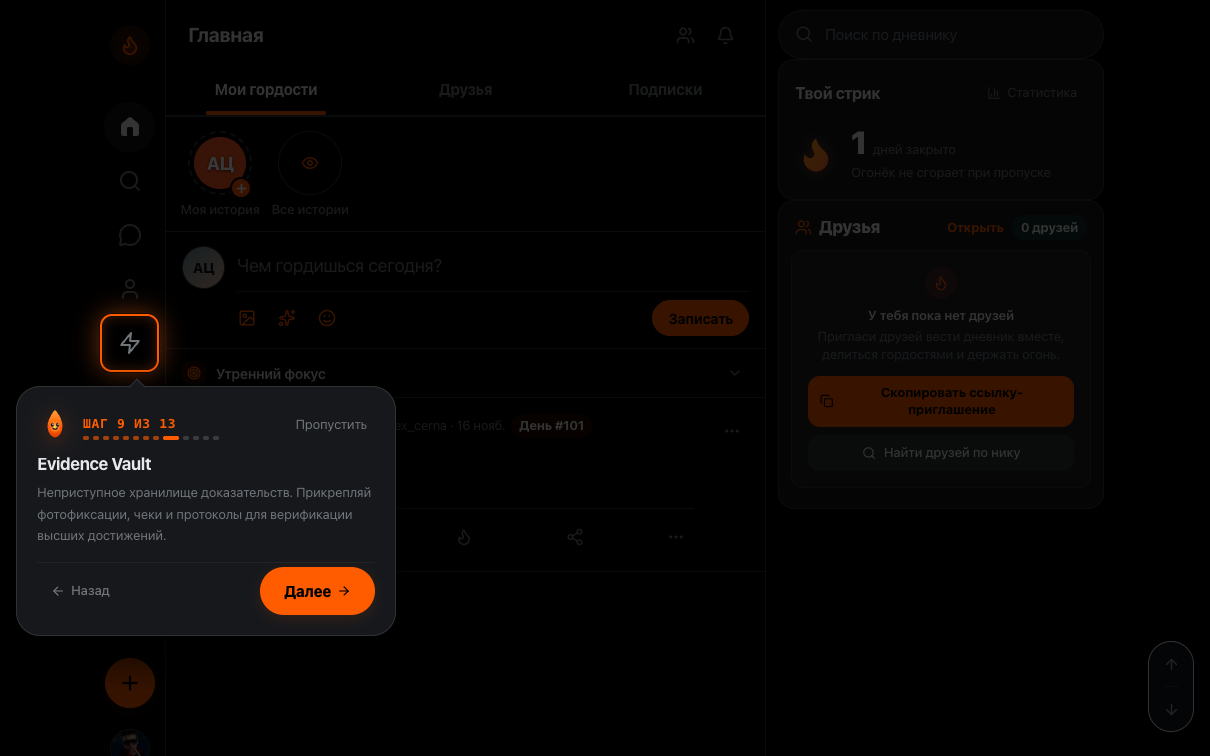 Главная
Мои гордости
Друзья
Подписки
АЦ
Моя история
Все истории
АЦ
Чем гордишься сегодня?
Записать
Утренний фокус
ex_cerna · 16 нояб.
День #101
ШАГ 9 ИЗ 13
Пропустить
Evidence Vault
Неприступное хранилище доказательств. Прикрепляй
фотофиксации, чеки и протоколы для верификации
высших достижений.
Назад
Далее
Поиск по дневнику
Твой стрик
Статистика
1 дней закрыто
Огонёк не сгорает при пропуске
Друзья
Открыть
0 друзей
У тебя пока нет друзей
Пригласи друзей вести дневник вместе,
делиться гордостями и держать огонь.
Скопировать ссылку-
приглашение
Найти друзей по нику